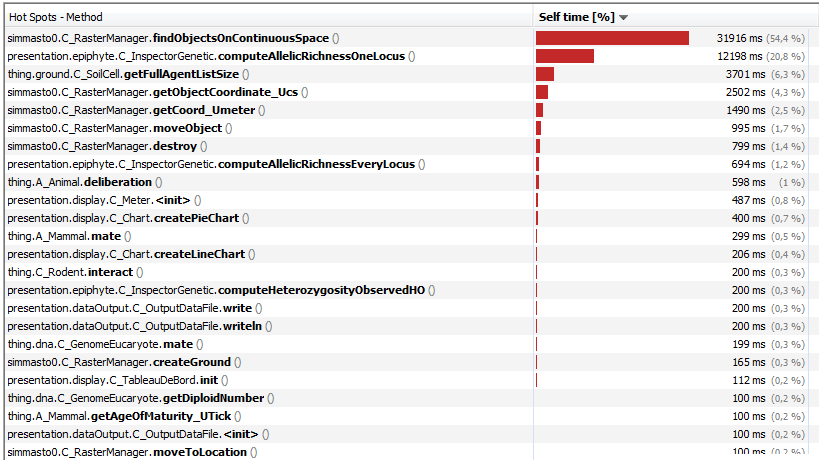 Hot Spots - Method Self time [%]
simmasto0.C_RasterManager.findObjectsOnContinuousSpace () 31916 ms (54,4 %)
presentation.epiphyte.C_InspectorGenetic.computeAllelicRichnessOneLocus () 12198 ms (20,8 %)
thing.ground.C_SoilCell.getFullAgentListSize () 3701 ms (6,3 %)
simmasto0.C_RasterManager.getObjectCoordinate_Ucs () 2502 ms (4,3 %)
simmasto0.C_RasterManager.getCoord_Umeter () 1490 ms (2,5 %)
simmasto0.C_RasterManager.moveObject () 995 ms (1,7 %)
simmasto0.C_RasterManager.destroy () 799 ms (1,4 %)
presentation.epiphyte.C_InspectorGenetic.computeAllelicRichnessEveryLocus () 694 ms (1,2 %)
thing.A_Animal.deliberation () 598 ms (1 %)
presentation.display.C_Meter.<init> () 487 ms (0,8 %)
presentation.display.C_Chart.createPieChart () 400 ms (0,7 %)
thing.A_Mammal.mate () 299 ms (0,5 %)
presentation.display.C_Chart.createLineChart () 206 ms (0,4 %)
thing.C_Rodent.interact () 200 ms (0,3 %)
presentation.epiphyte.C_InspectorGenetic.computeHeterozygosityObservedHO () 200 ms (0,3 %)
presentation.dataOutput.C_OutputDataFile.write () 200 ms (0,3 %)
presentation.dataOutput.C_OutputDataFile.writeln () 200 ms (0,3 %)
thing.dna.C_GenomeEucaryote.mate () 199 ms (0,3 %)
simmasto0.C_RasterManager.createGround () 165 ms (0,3 %)
presentation.display.C_TableauDeBord.init () 112 ms (0,2 %)
thing.dna.C_GenomeEucaryote.getDiploidNumber () 100 ms (0,2 %)
thing.A_Mammal.getAgeOfMaturity_UTick () 100 ms (0,2 %)
presentation.dataOutput.C_OutputDataFile.<init> () 100 ms (0,2 %)
simmasto0.C_RasterManager.moveToLocation () 100 ms (0,2 %)